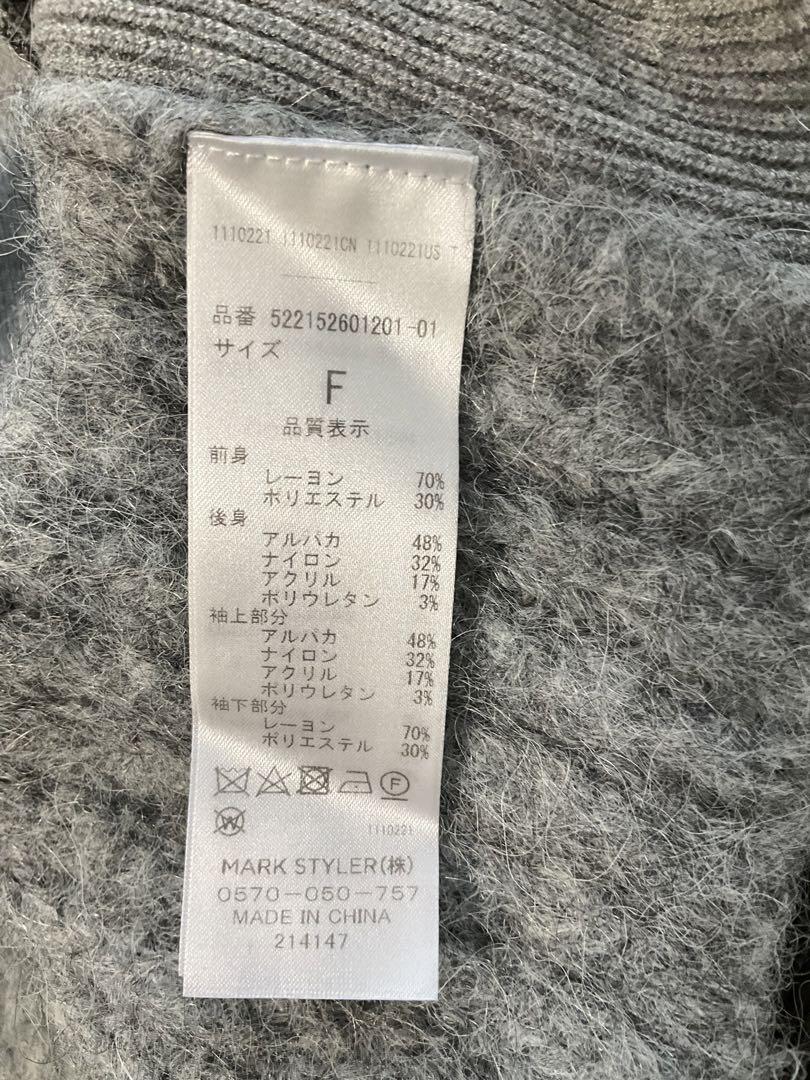 1110221 1110221CN 1110221US T
品番 522152601201-01
サイズ
F
品質表示
前身
レーヨン 70%
ポリエステル 30%
後身
アルパカ 48%
ナイロン 32%
アクリル 17%
ポリウレタン 3%
袖上部分
アルパカ 48%
ナイロン 32%
アクリル 17%
ポリウレタン 3%
袖下部分
レーヨン 70%
ポリエステル 30%
F
W
1110221
MARK STYLER(株)
0570-050-757
MADE IN CHINA
214147